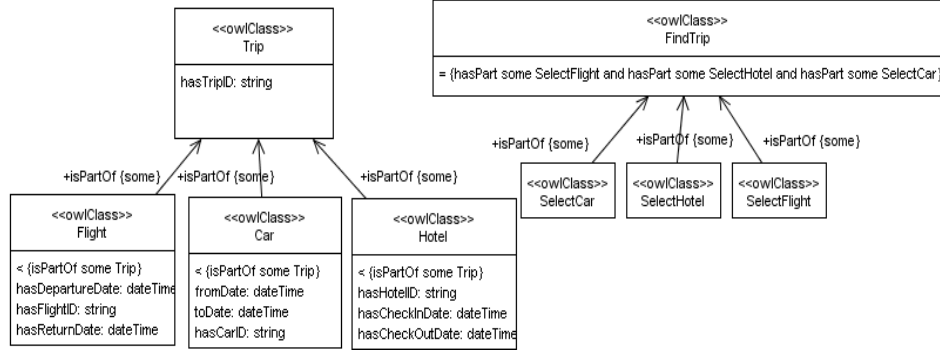 <<owlClass>>
Trip
hasTripID: string
<<owlClass>>
FindTrip
= {hasPart some SelectFlight and hasPart some SelectHotel and hasPart some SelectCar}
+isPartOf {some}
+isPartOf {some}
+isPartOf {some}
+isPartOf {some}
+isPartOf {some}
+isPartOf {some}
<<owlClass>>
Flight
< {isPartOf some Trip}
hasDepartureDate: dateTime
hasFlightID: string
hasReturnDate: dateTime
<<owlClass>>
Car
< {isPartOf some Trip}
fromDate: dateTime
toDate: dateTime
hasCarID: string
<<owlClass>>
Hotel
< {isPartOf some Trip}
hasHotelID: string
hasCheckInDate: dateTime
hasCheckOutDate: dateTime
<<owlClass>>
SelectCar
<<owlClass>>
SelectHotel
<<owlClass>>
SelectFlight